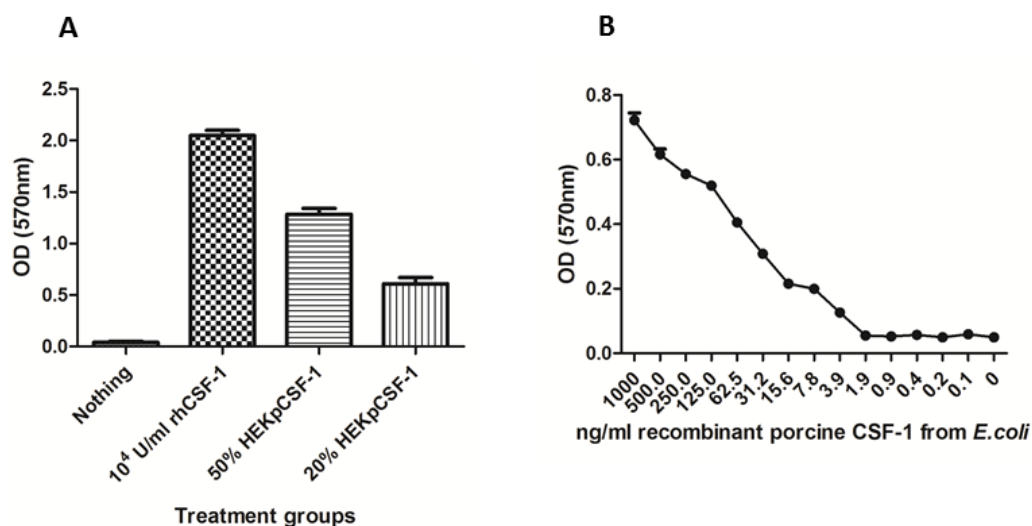 A
OD (570nm)
2.5
2.0
1.5
1.0
0.5
0.0
Nothing
10⁴ U/ml rhCSF-1
50% HEKpCSF-1
20% HEKpCSF-1
Treatment groups
B
OD (570nm)
0.8
0.6
0.4
0.2
0.0
1000
500.0
250.0
125.0
62.5
31.2
15.6
7.8
3.9
1.9
0.9
0.4
0.2
0.1
0
ng/ml recombinant porcine CSF-1 from E.coli